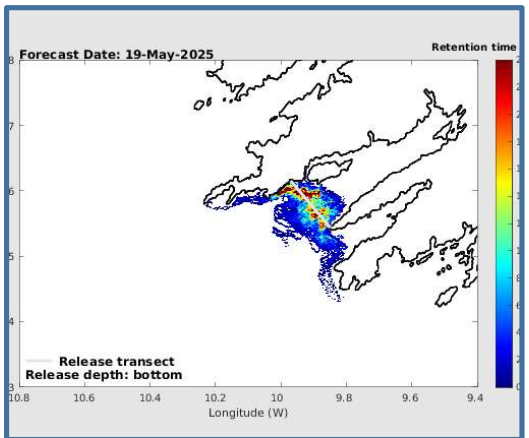 Forecast Date: 19-May-2025
Retention time
8
7
6
5
4
3
10.8
10.6
10.4
10.2
10
9.8
9.6
9.4
Longitude (W)
Release transect
Release depth: bottom